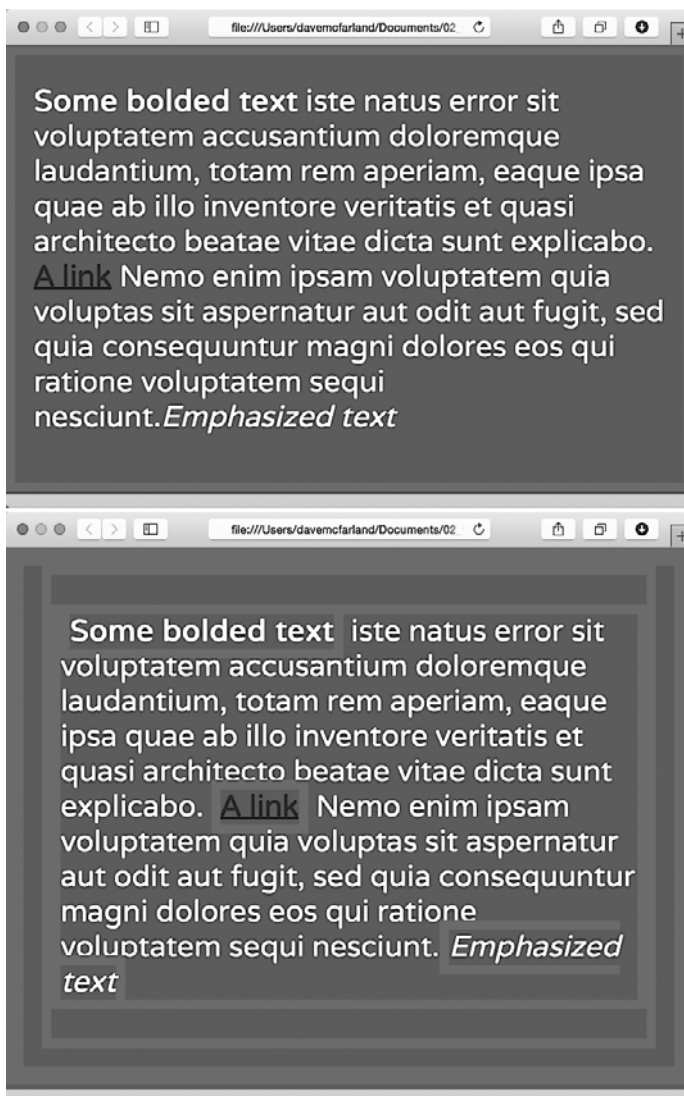 file:///Users/davemcfarland/Documents/02_
Some bolded text iste natus error sit
voluptatem accusantium doloremque
laudantium, totam rem aperiam, eaque ipsa
quae ab illo inventore veritatis et quasi
architecto beatae vitae dicta sunt explicabo.
A link Nemo enim ipsam voluptatem quia
voluptas sit aspernatur aut odit aut fugit, sed
quia consequuntur magni dolores eos qui
ratione voluptatem sequi
nesciunt.Emphasized text
file:///Users/davemcfarland/Documents/02_
Some bolded text iste natus error sit
voluptatem accusantium doloremque
laudantium, totam rem aperiam, eaque
ipsa quae ab illo inventore veritatis et
quasi architecto beatae vitae dicta sunt
explicabo. A link Nemo enim ipsam
voluptatem quia voluptas sit aspernatur
aut odit aut fugit, sed quia consequuntur
magni dolores eos qui ratione
voluptatem sequi nesciunt. Emphasized
text